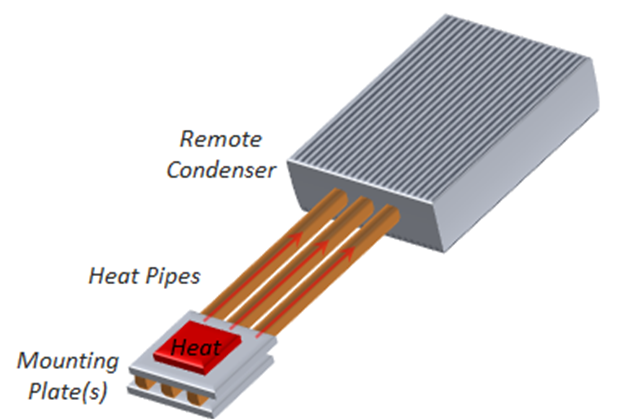 Remote
Condenser
Heat Pipes
Heat
Mounting
Plate(s)